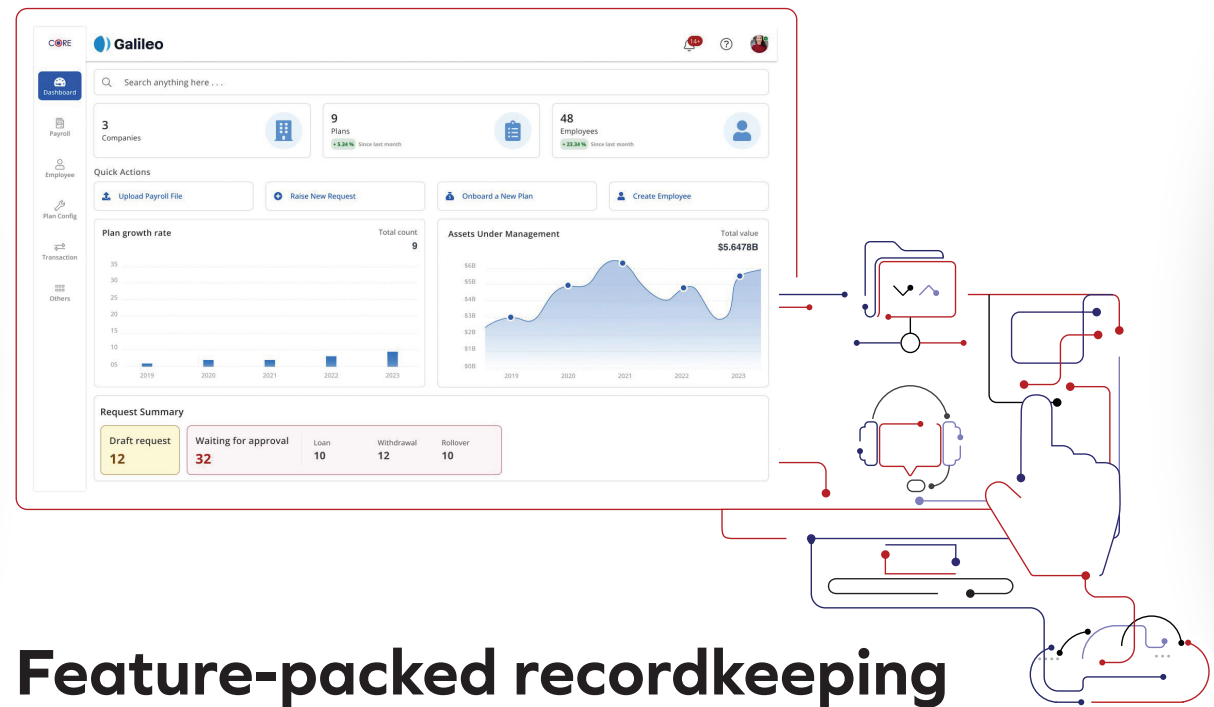 CORE
Galileo
14+
Search anything here . . .
Dashboard
Payroll
Employee
Plan Config
Transaction
Others
3
Companies
9
Plans
+ 5.34 % Since last month
48
Employees
+ 23.34 % Since last month
Quick Actions
Upload Payroll File
Raise New Request
Onboard a New Plan
Create Employee
Plan growth rate
Total count
9
35
30
25
20
15
10
05
2019 2020 2021 2022 2023
Assets Under Management
Total value
$5.6478B
$6B
$5B
$4B
$3B
$2B
$1B
$0B
2019 2020 2021 2022 2023
Request Summary
Draft request
12
Waiting for approval
32
Loan
10
Withdrawal
12
Rollover
10
Feature-packed recordkeeping